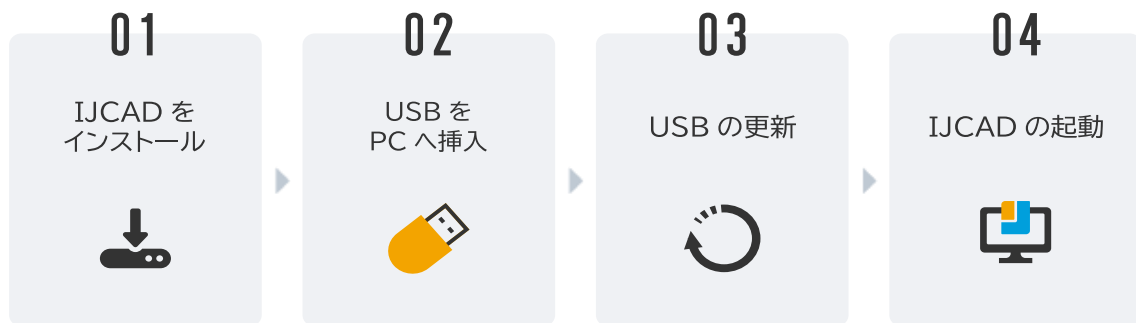 01
IJCAD を
インストール
02
USB を
PC へ挿入
03
USB の更新
04
IJCAD の起動